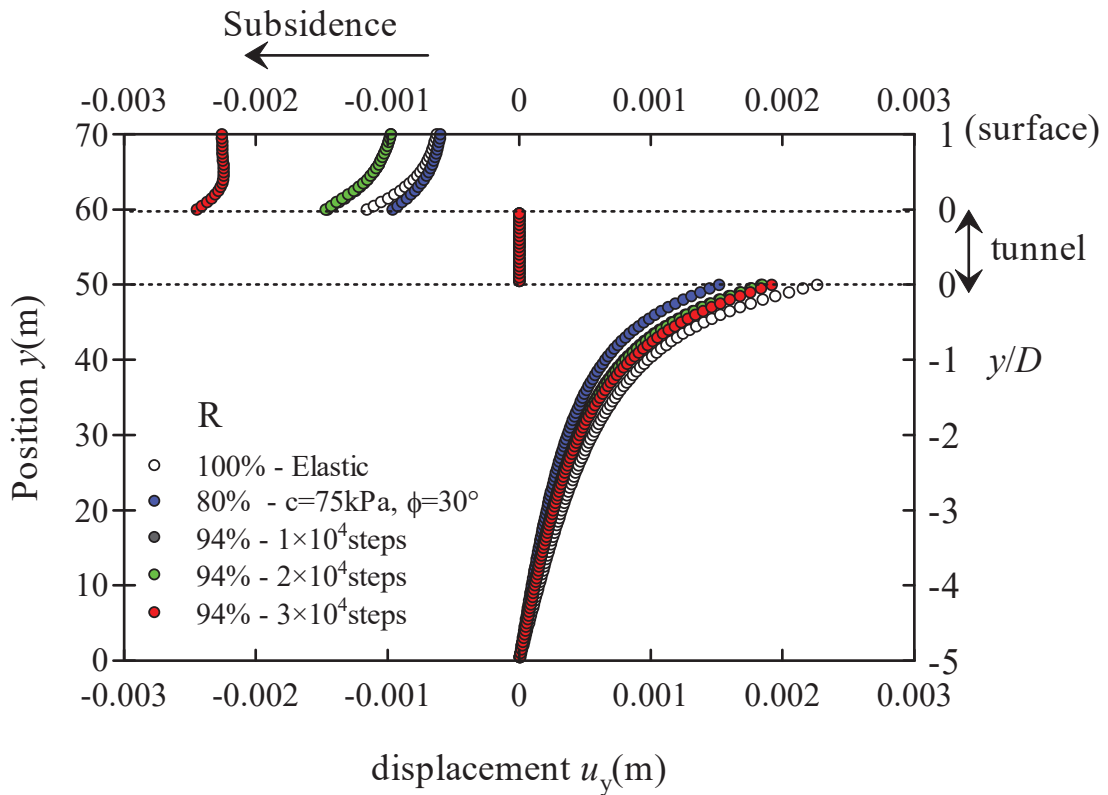 Subsidence
-0.003 -0.002 -0.001 0 0.001 0.002 0.003
70 1 (surface)
60 0
tunnel
50 0
40 -1 y/D
Position y(m)
R
30 -2
100% - Elastic
80% - c=75kPa, ϕ=30°
20 -3
94% - 1×10⁴steps
94% - 2×10⁴steps
10 -4
94% - 3×10⁴steps
0 -5
-0.003 -0.002 -0.001 0 0.001 0.002 0.003
displacement uᵧ(m)